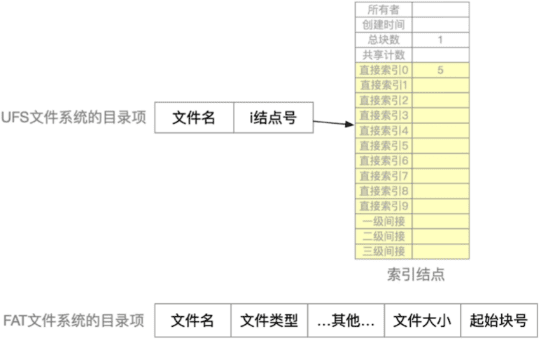 所有者
创建时间
总块数 1
共享计数
直接索引0 5
直接索引1
直接索引2
直接索引3
直接索引4
直接索引5
直接索引6
直接索引7
直接索引8
直接索引9
一级间接
二级间接
三级间接
UFS文件系统的目录项 文件名 i结点号
索引结点
FAT文件系统的目录项 文件名 文件类型 ...其他... 文件大小 起始块号